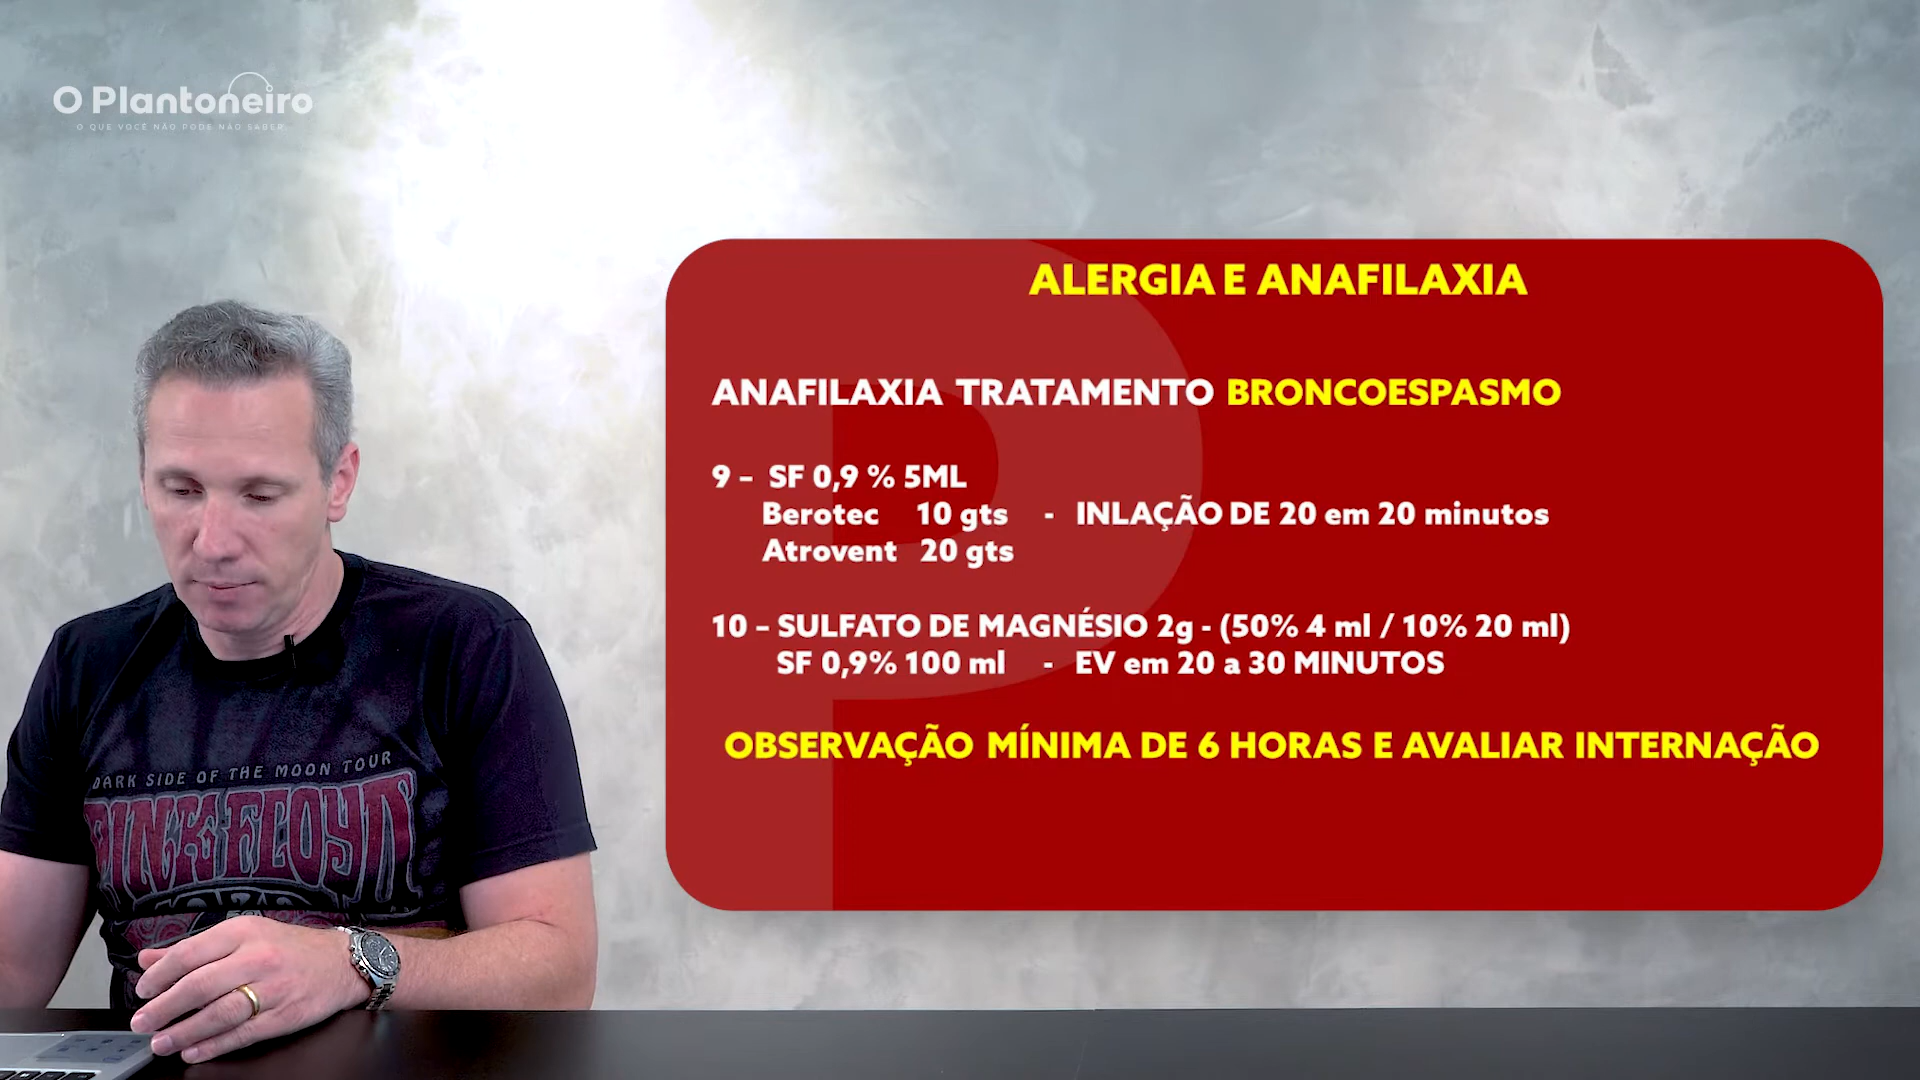 O Plantoneiro
O QUE VOCÊ NÃO PODE NÃO SABER.
ALERGIA E ANAFILAXIA
ANAFILAXIA TRATAMENTO BRONCOESPASMO
9 - SF 0,9 % 5ML
Berotec 10 gts - INLAÇÃO DE 20 em 20 minutos
Atrovent 20 gts
10 - SULFATO DE MAGNÉSIO 2g - (50% 4 ml / 10% 20 ml)
SF 0,9% 100 ml - EV em 20 a 30 MINUTOS
OBSERVAÇÃO MÍNIMA DE 6 HORAS E AVALIAR INTERNAÇÃO
DARK SIDE OF THE MOON TOUR
PINK FLOYD